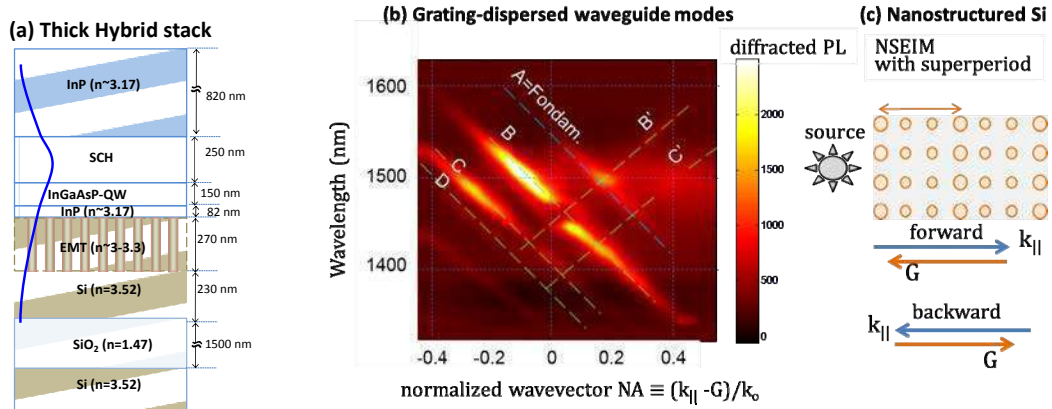 (a) Thick Hybrid stack
InP (n~3.17)
820 nm
SCH
250 nm
InGaAsP-QW
150 nm
InP (n~3.17)
82 nm
EMT (n~3-3.3)
270 nm
Si (n=3.52)
230 nm
SiO₂ (n=1.47)
1500 nm
Si (n=3.52)
(b) Grating-dispersed waveguide modes
diffracted PL
Wavelength (nm)
1600
1500
1400
A=Fondam.
B
C
D
B'
C'
2000
1500
1000
500
0
-0.4
-0.2
0
0.2
0.4
normalized wavevector NA ≡ (k|| -G)/kₒ
(c) Nanostructured Si
NSEIM
with superperiod
source
forward
k||
G
backward
k||
G